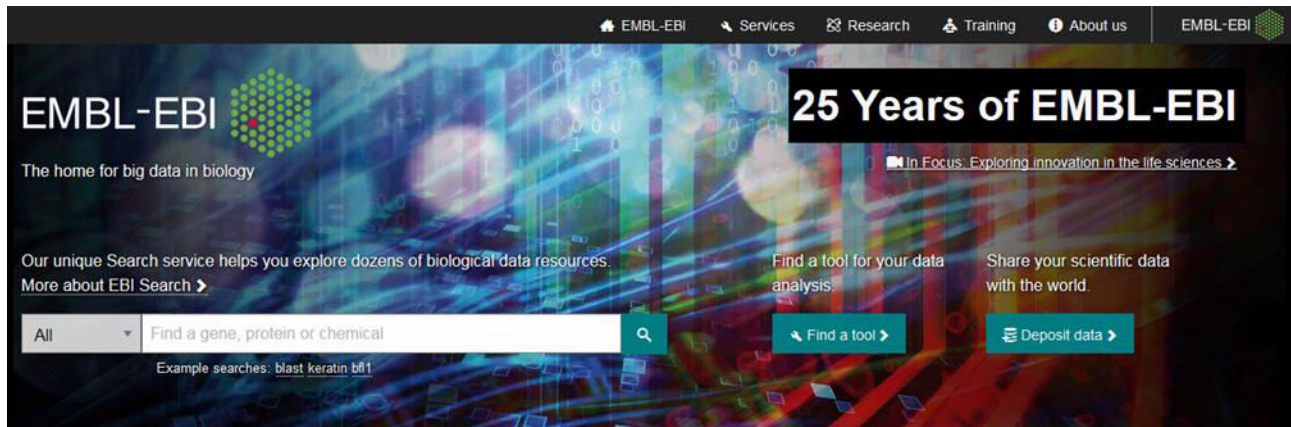 EMBL-EBI Services Research Training About us EMBL-EBI
EMBL-EBI
25 Years of EMBL-EBI
The home for big data in biology
In Focus: Exploring innovation in the life sciences
Our unique Search service helps you explore dozens of biological data resources.
More about EBI Search
Find a tool for your data
analysis.
Share your scientific data
with the world.
All
Find a gene, protein or chemical
Find a tool
Deposit data
Example searches: blast keratin bfl1